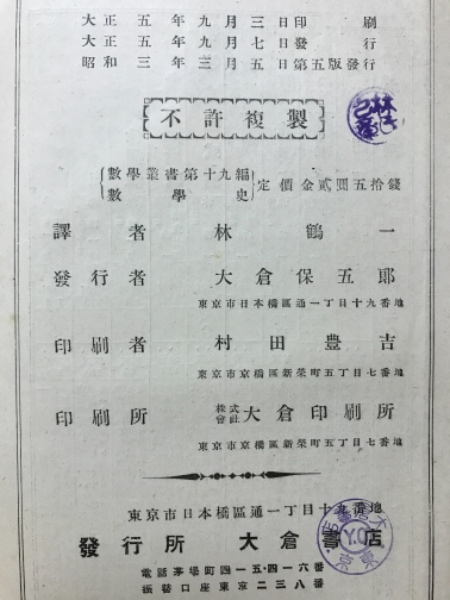 大正五年九月三日印刷
大正五年九月七日發行
昭和三年三月五日第五版發行
不許複製
數學叢書第十九編
數學史
定價金貳圓五拾錢
譯者 林鶴一
發行者 大倉保五郎
東京市日本橋區通一丁目十九番地
印刷者 村田豊吉
東京市京橋區新榮町五丁目七番地
印刷所 株式會社大倉印刷所
東京市京橋區新榮町五丁目七番地
東京市日本橋區通一丁目十九番地
發行所 大倉書店
電話茅場町四一五・四一六番
振替口座東京二三八番